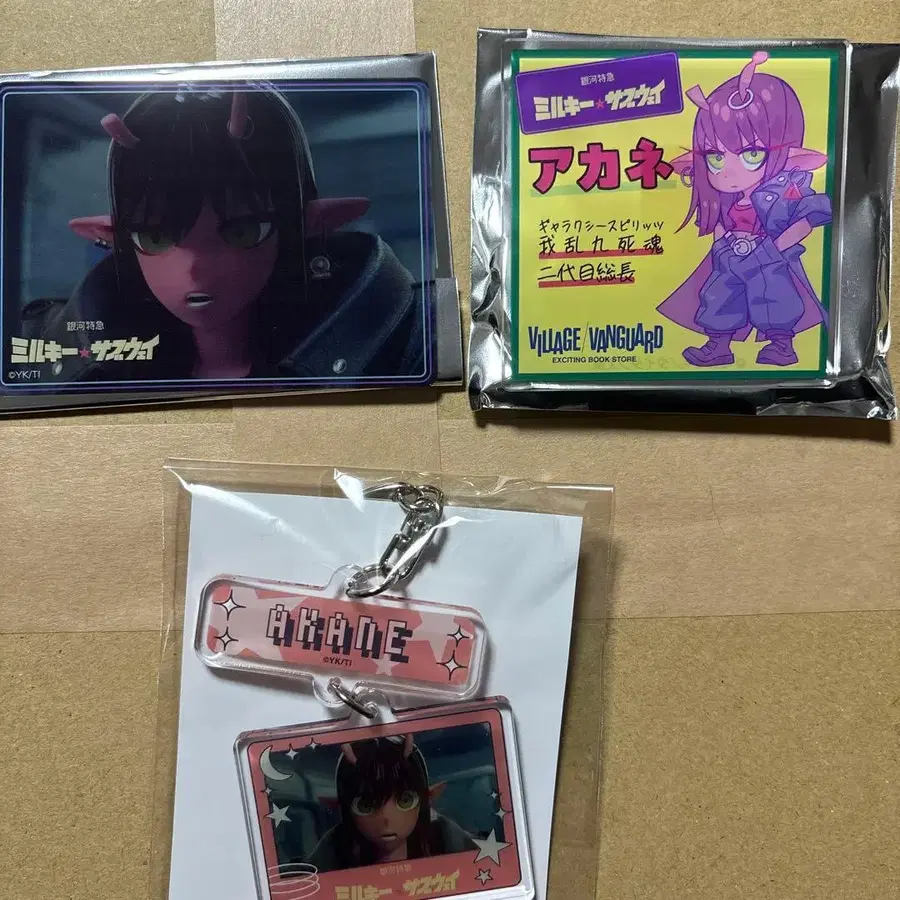 銀河特急
ミルキー★サブウェイ
©YK/TI
銀河特急
ミルキー★サブウェイ
アカネ
ギャラクシースピリッツ
我乱九死魂
二代目総長
VILLAGE/VANGUARD
EXCITING BOOK STORE
AKANE
©YK/TI
銀河特急
ミルキー★サブウェイ